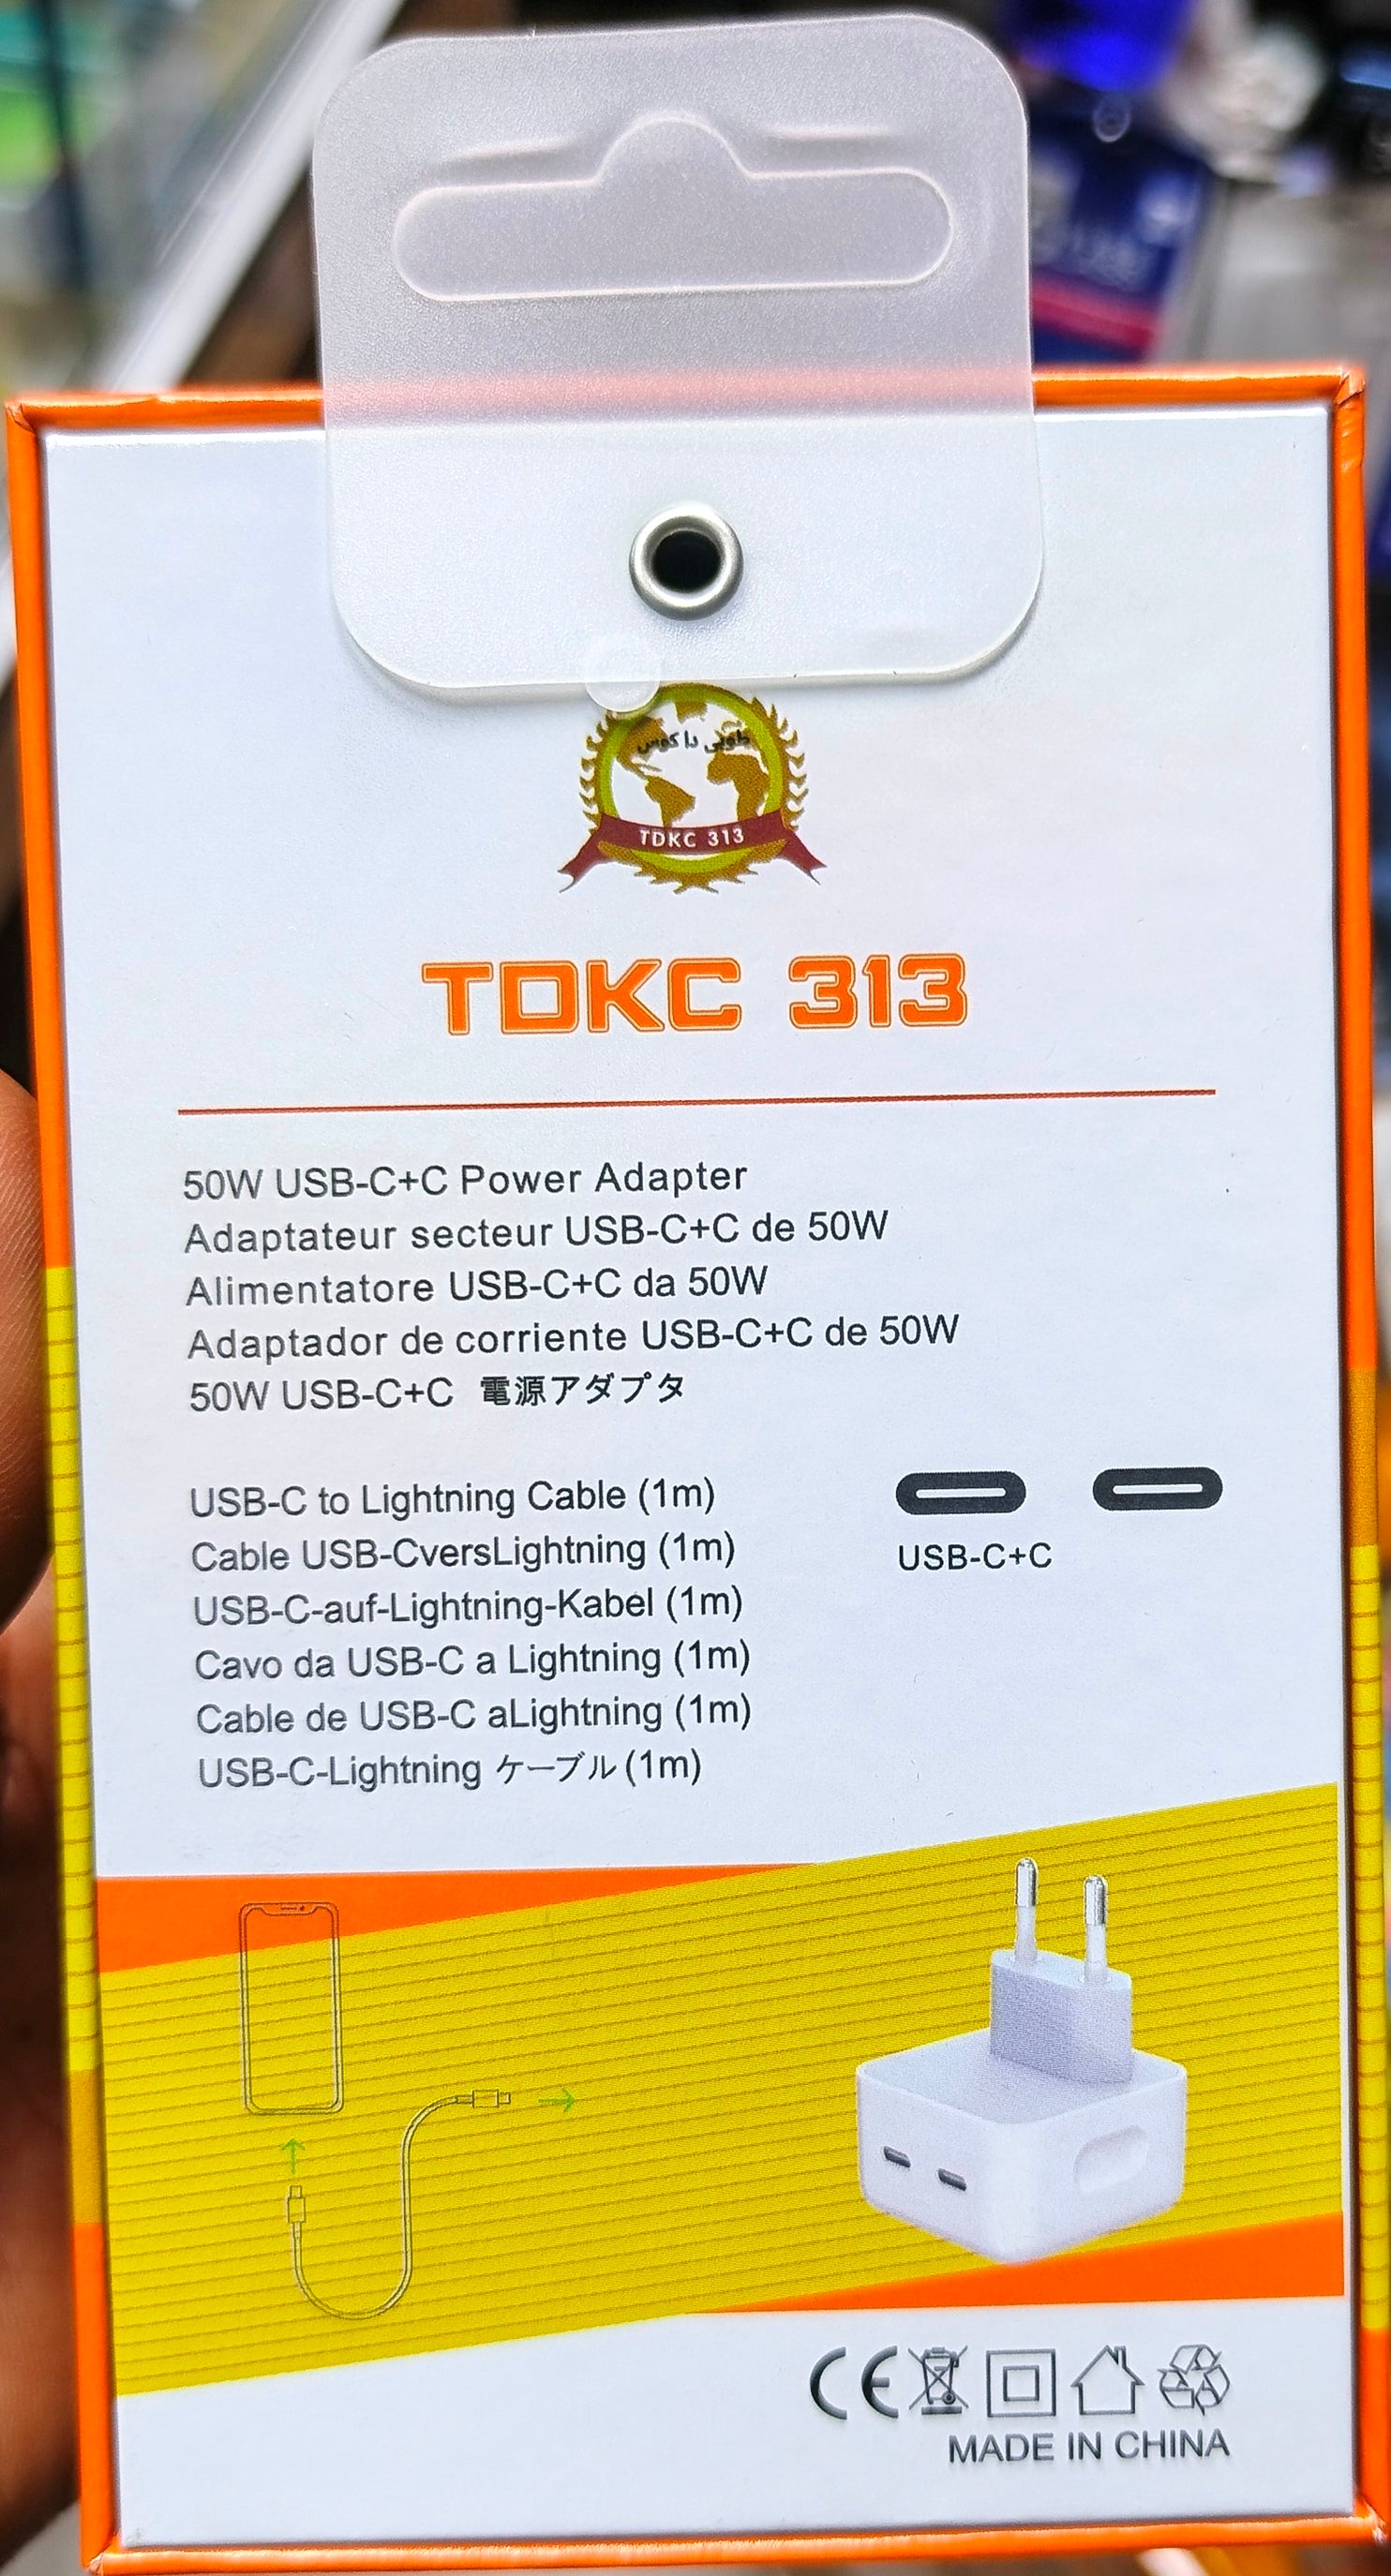 طوبى دا كوس
TDKC 313
TDKC 313
50W USB-C+C Power Adapter
Adaptateur secteur USB-C+C de 50W
Alimentatore USB-C+C da 50W
Adaptador de corriente USB-C+C de 50W
50W USB-C+C 電源アダプタ
USB-C to Lightning Cable (1m)
Cable USB-CversLightning (1m)
USB-C-auf-Lightning-Kabel (1m)
Cavo da USB-C a Lightning (1m)
Cable de USB-C aLightning (1m)
USB-C-Lightning ケーブル (1m)
USB-C+C
CE
MADE IN CHINA